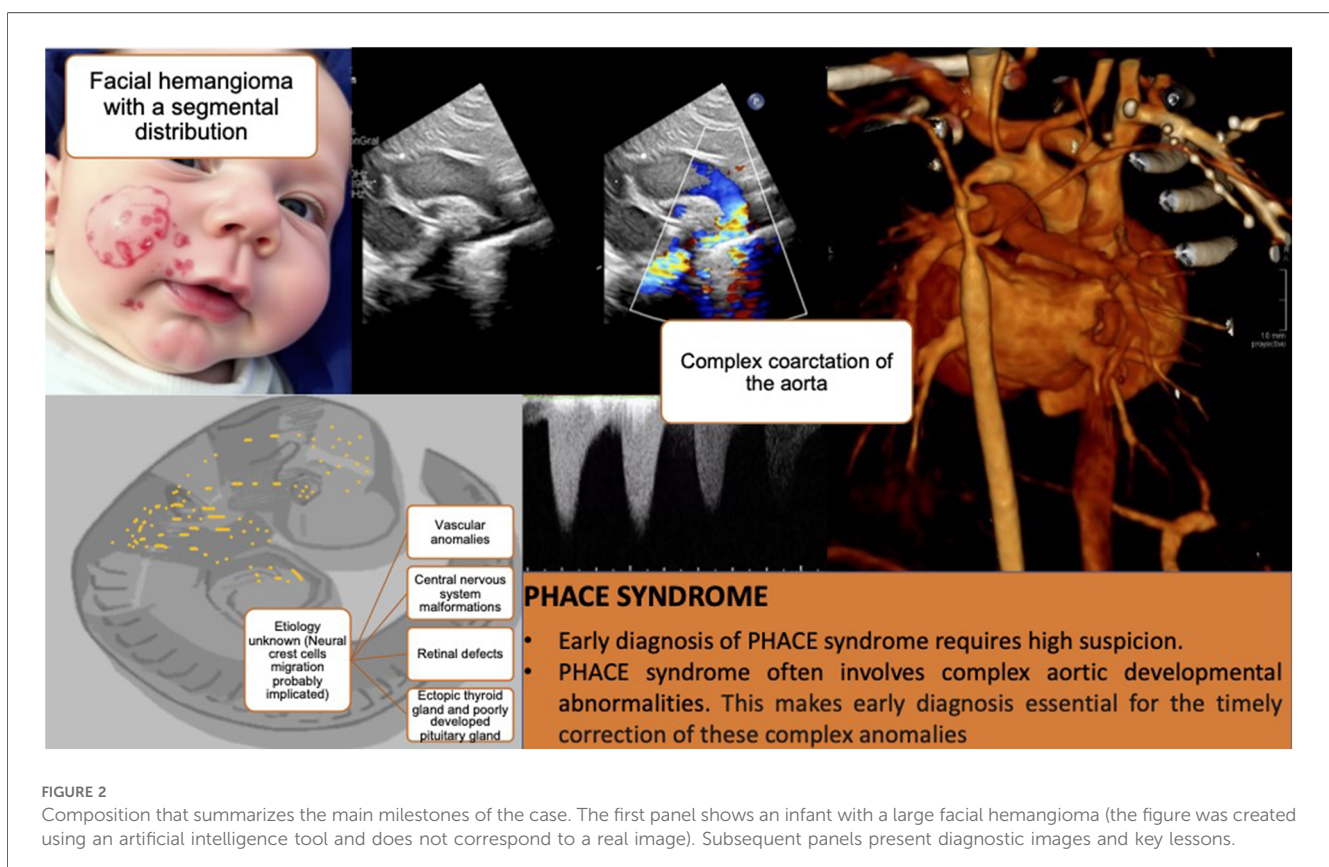 Facial hemangioma
with a segmental
distribution
Complex coarctation of
the aorta
10 mm
Vascular
anomalies
Central nervous
system
malformations
Etiology
unknown (Neural
crest cells
migration
probably
implicated)
Retinal defects
Ectopic thyroid
gland and poorly
developed
pituitary gland
PHACE SYNDROME
• Early diagnosis of PHACE syndrome requires high suspicion.
• PHACE syndrome often involves complex aortic developmental
abnormalities. This makes early diagnosis essential for the timely
correction of these complex anomalies
FIGURE 2
Composition that summarizes the main milestones of the case. The first panel shows an infant with a large facial hemangioma (the figure was created
using an artificial intelligence tool and does not correspond to a real image). Subsequent panels present diagnostic images and key lessons.